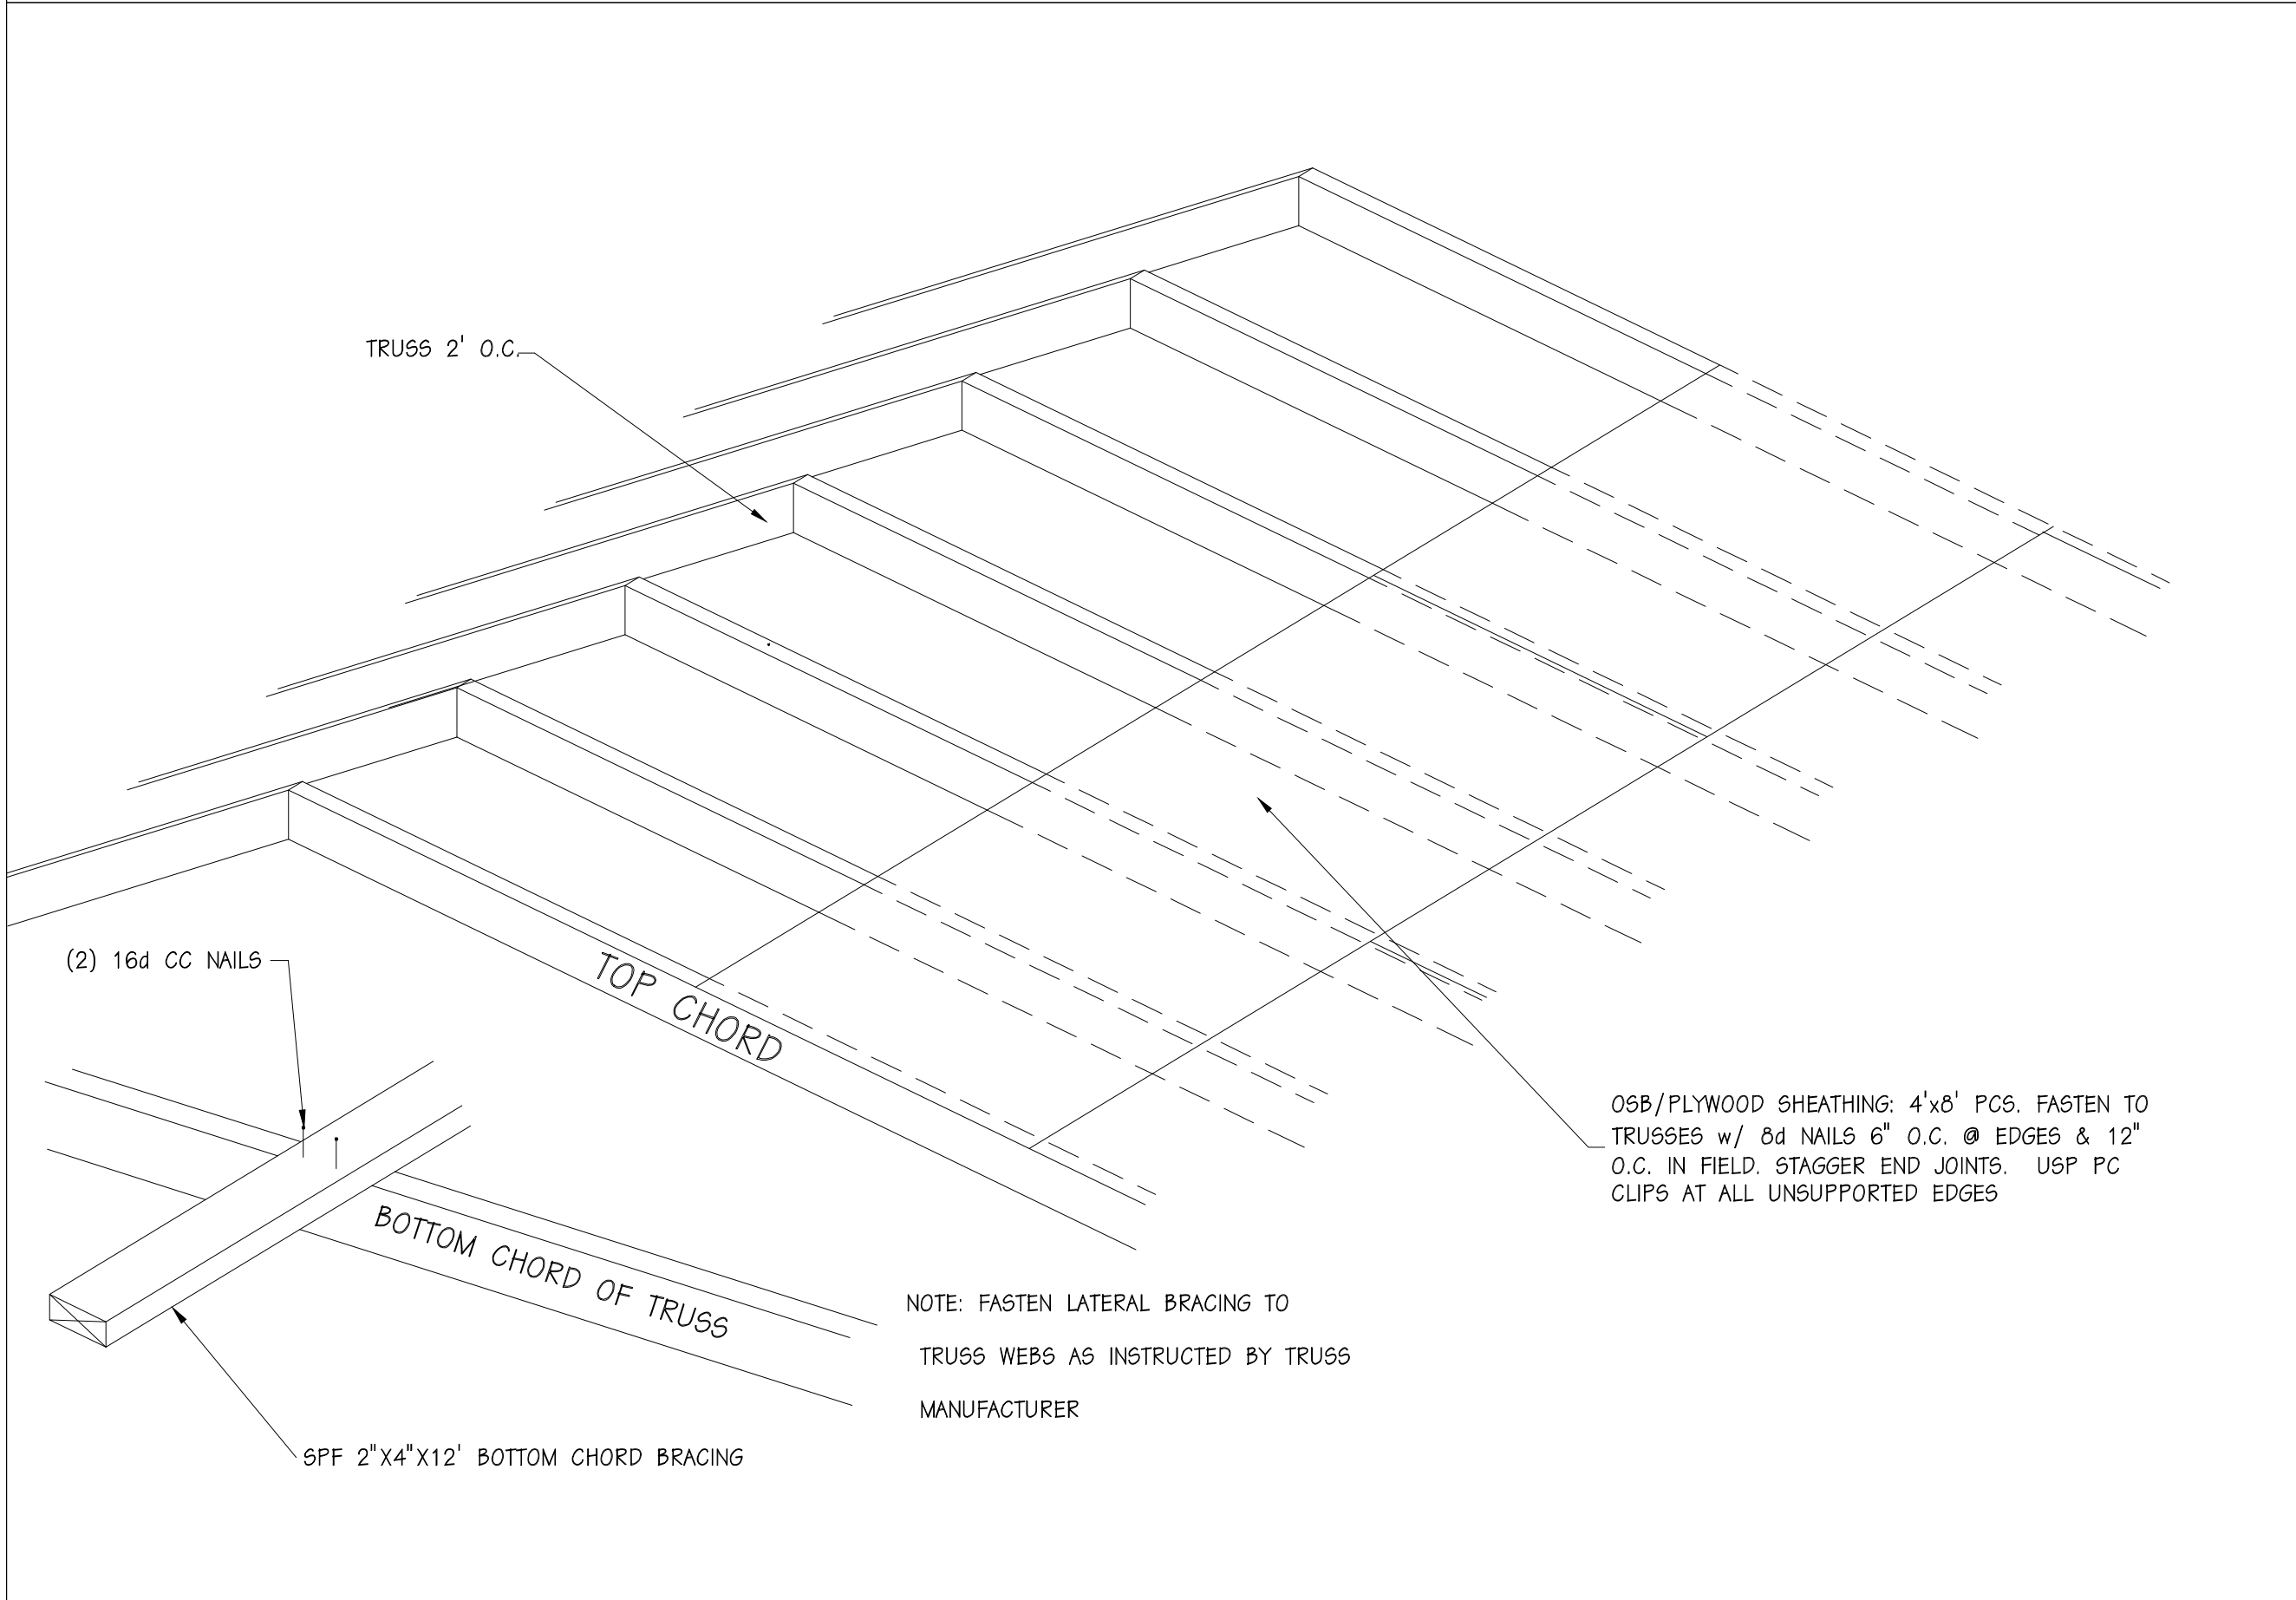 TRUSS 2' O.C.
(2) 16d CC NAILS
TOP CHORD
OSB/PLYWOOD SHEATHING: 4'x8' PCS. FASTEN TO
TRUSSES w/ 8d NAILS 6" O.C. @ EDGES & 12"
O.C. IN FIELD. STAGGER END JOINTS. USP PC
CLIPS AT ALL UNSUPPORTED EDGES
BOTTOM CHORD OF TRUSS
NOTE: FASTEN LATERAL BRACING TO
TRUSS WEBS AS INSTRUCTED BY TRUSS
MANUFACTURER
SPF 2"X4"X12' BOTTOM CHORD BRACING